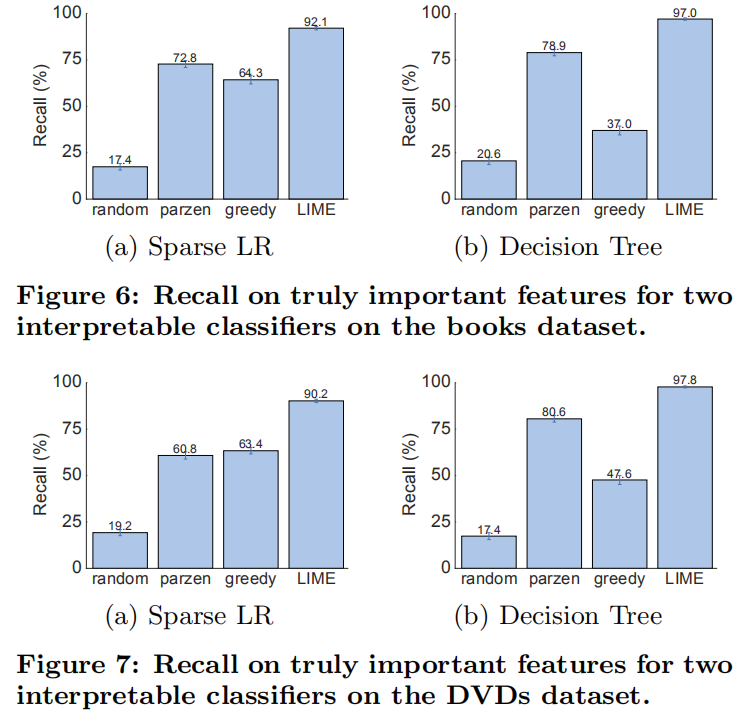 100
75
50
25
0
Recall (%)
17.4
72.8
64.3
92.1
random parzen greedy LIME
(a) Sparse LR
100
75
50
25
0
Recall (%)
20.6
78.9
37.0
97.0
random parzen greedy LIME
(b) Decision Tree
Figure 6: Recall on truly important features for two
interpretable classifiers on the books dataset.
100
75
50
25
0
Recall (%)
19.2
60.8
63.4
90.2
random parzen greedy LIME
(a) Sparse LR
100
75
50
25
0
Recall (%)
17.4
80.6
47.6
97.8
random parzen greedy LIME
(b) Decision Tree
Figure 7: Recall on truly important features for two
interpretable classifiers on the DVDs dataset.